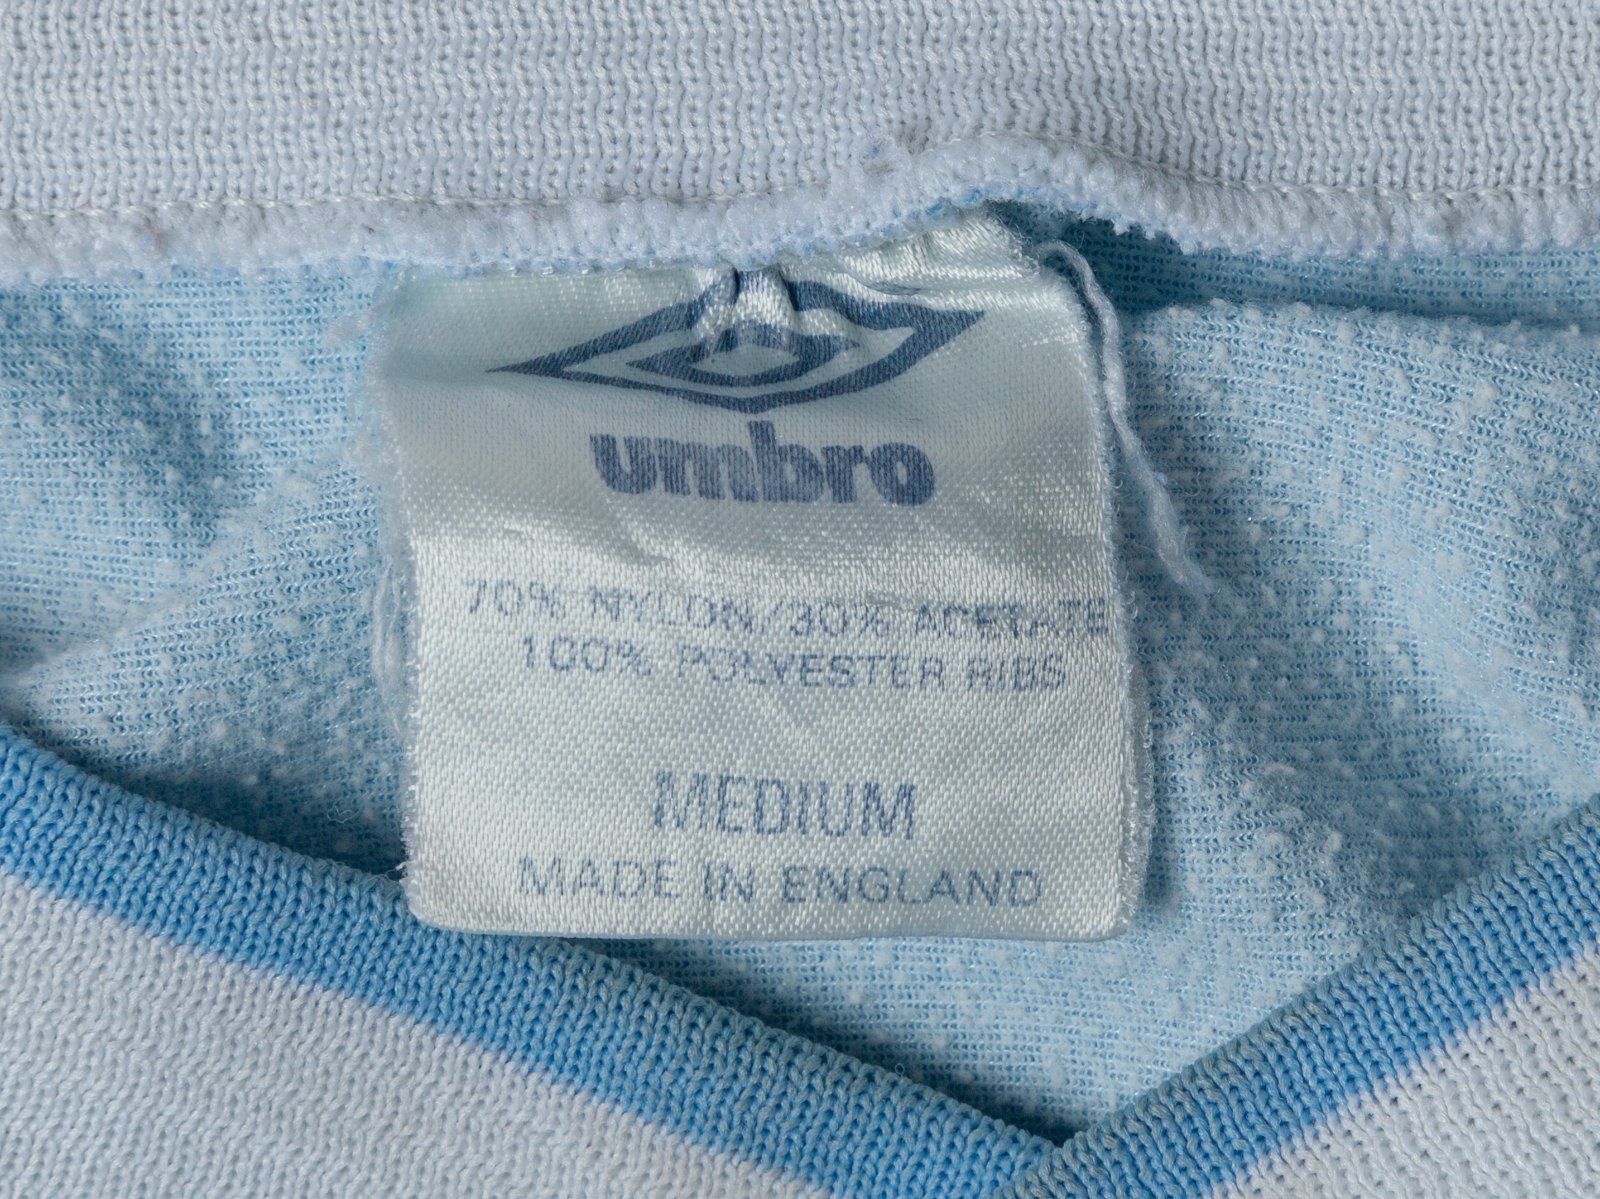 umbro
70% NYLON/30% ACETATE
100% POLYESTER RIBS
MEDIUM
MADE IN ENGLAND